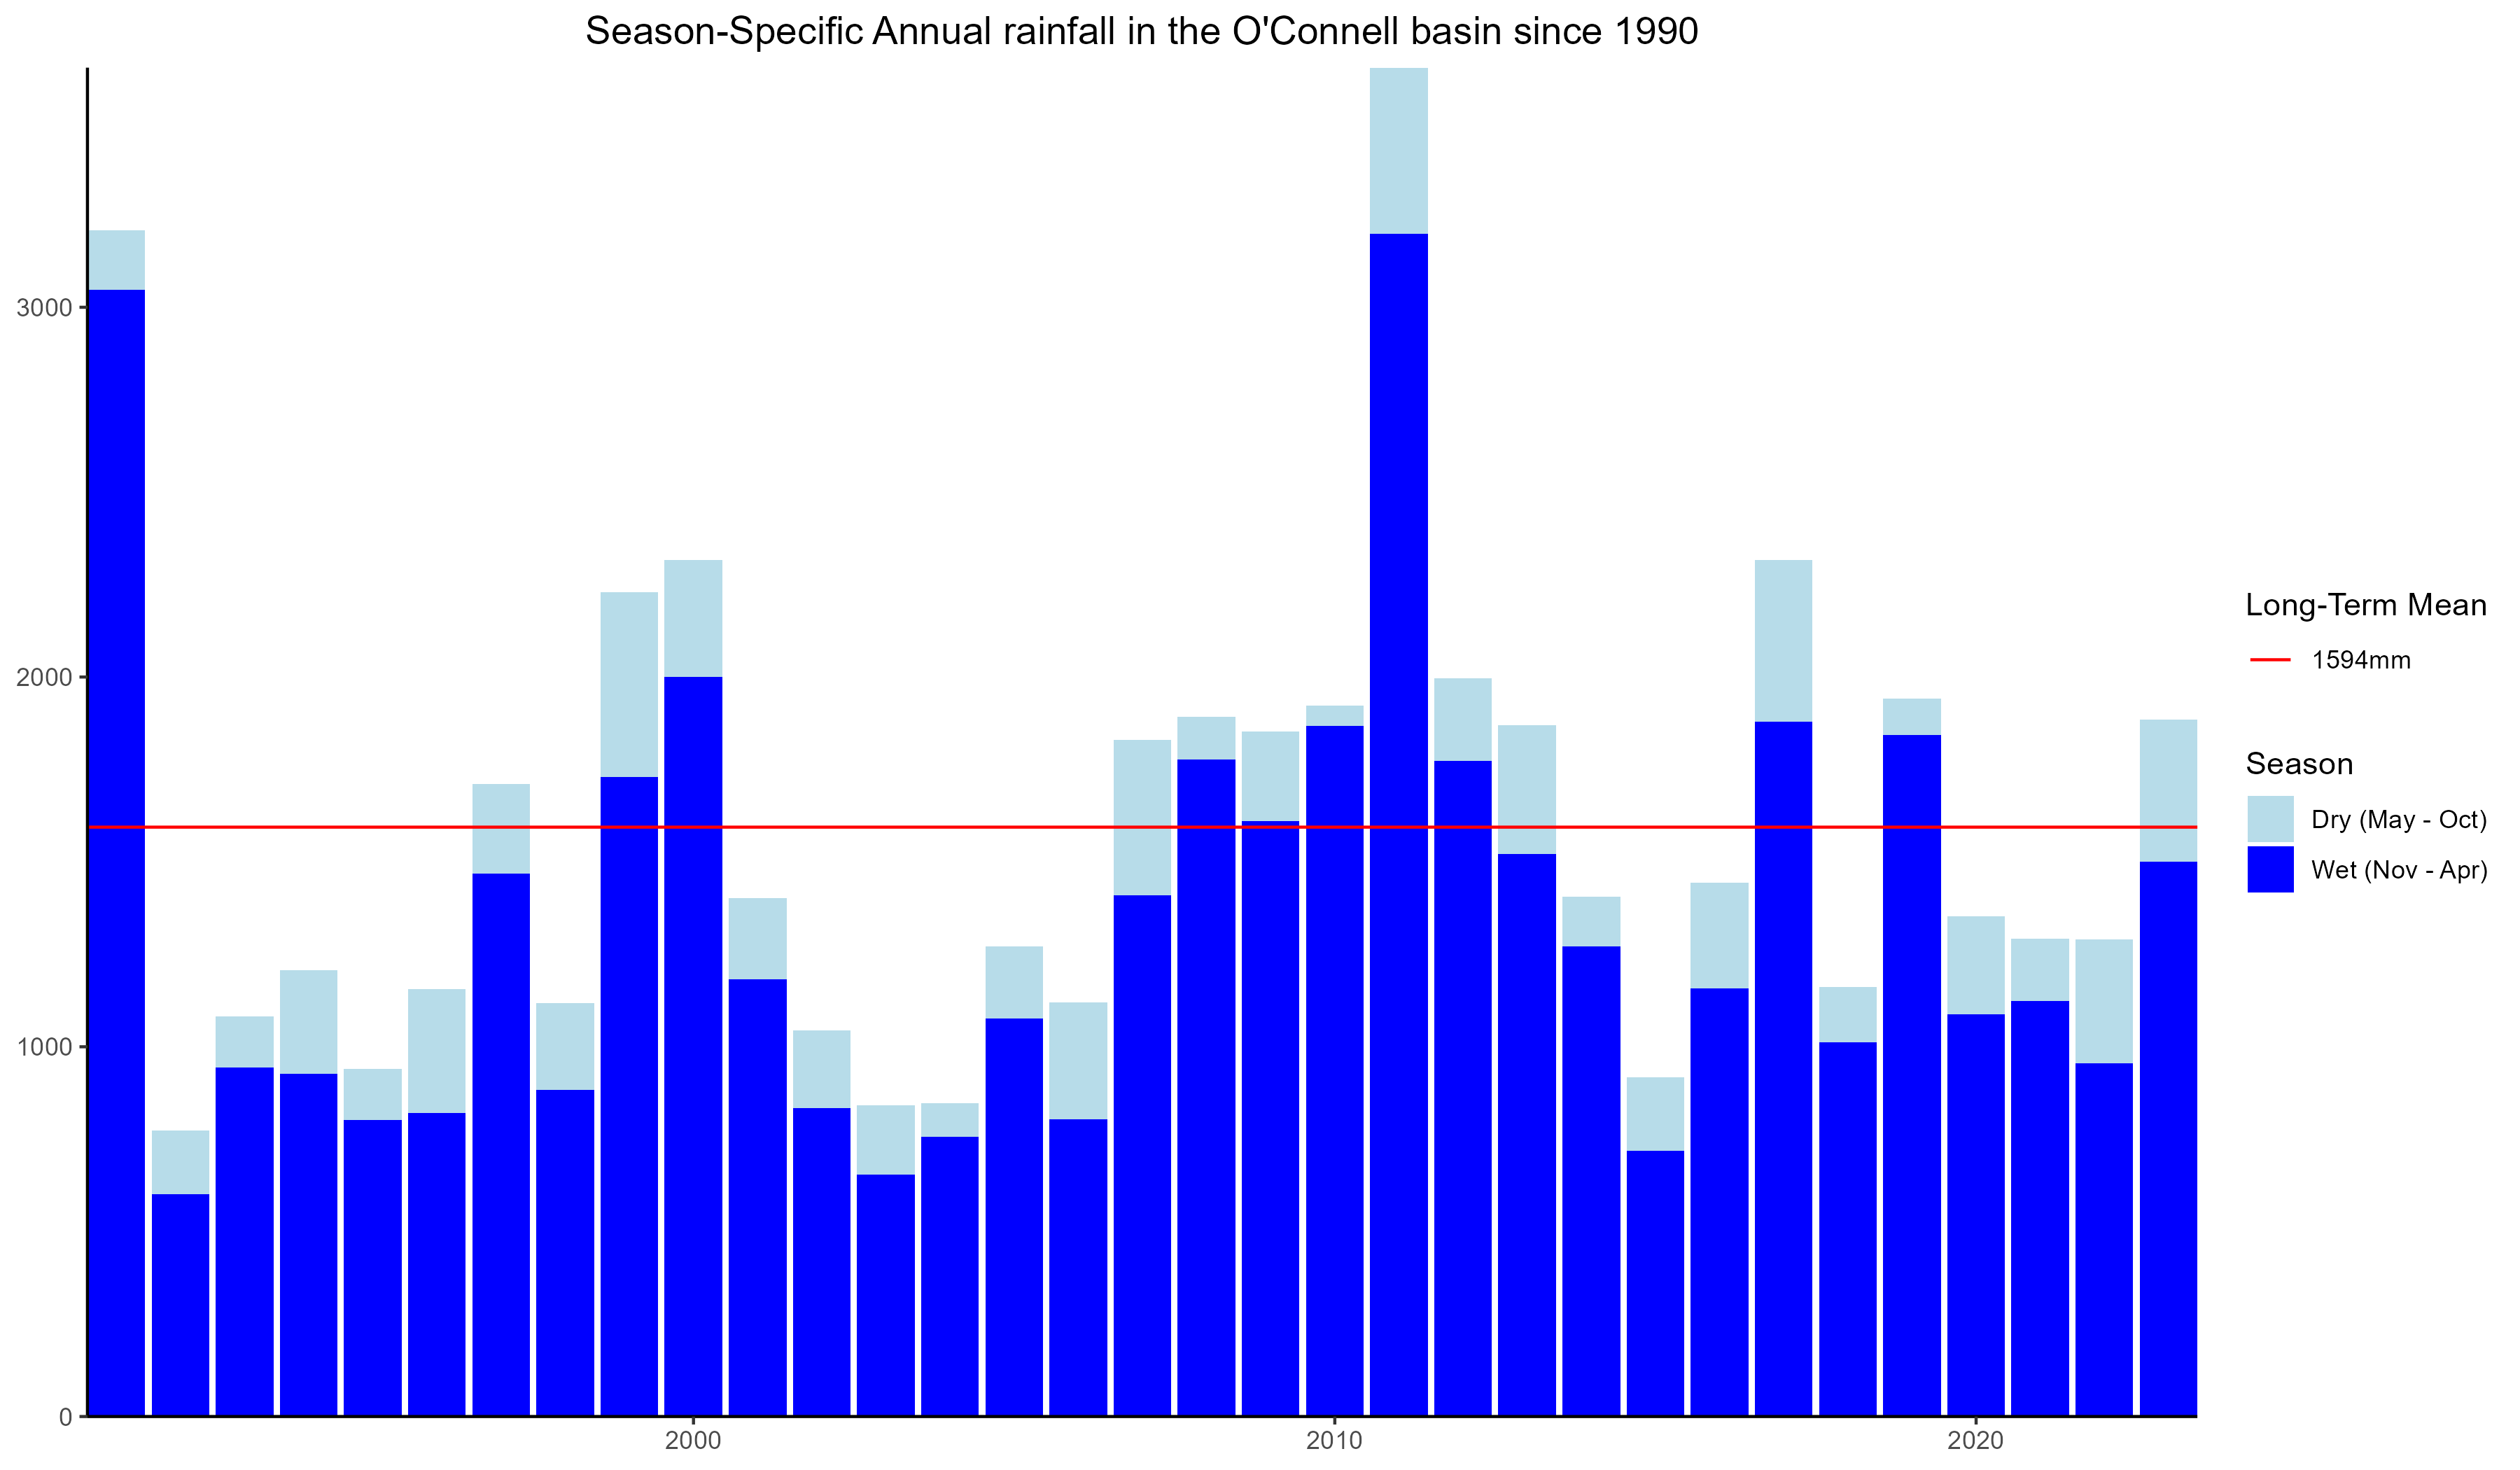 Season-Specific Annual rainfall in the O'Connell basin since 1990
3000
2000
1000
0
2000
2010
2020
Long-Term Mean
1594mm
Season
Dry (May - Oct)
Wet (Nov - Apr)